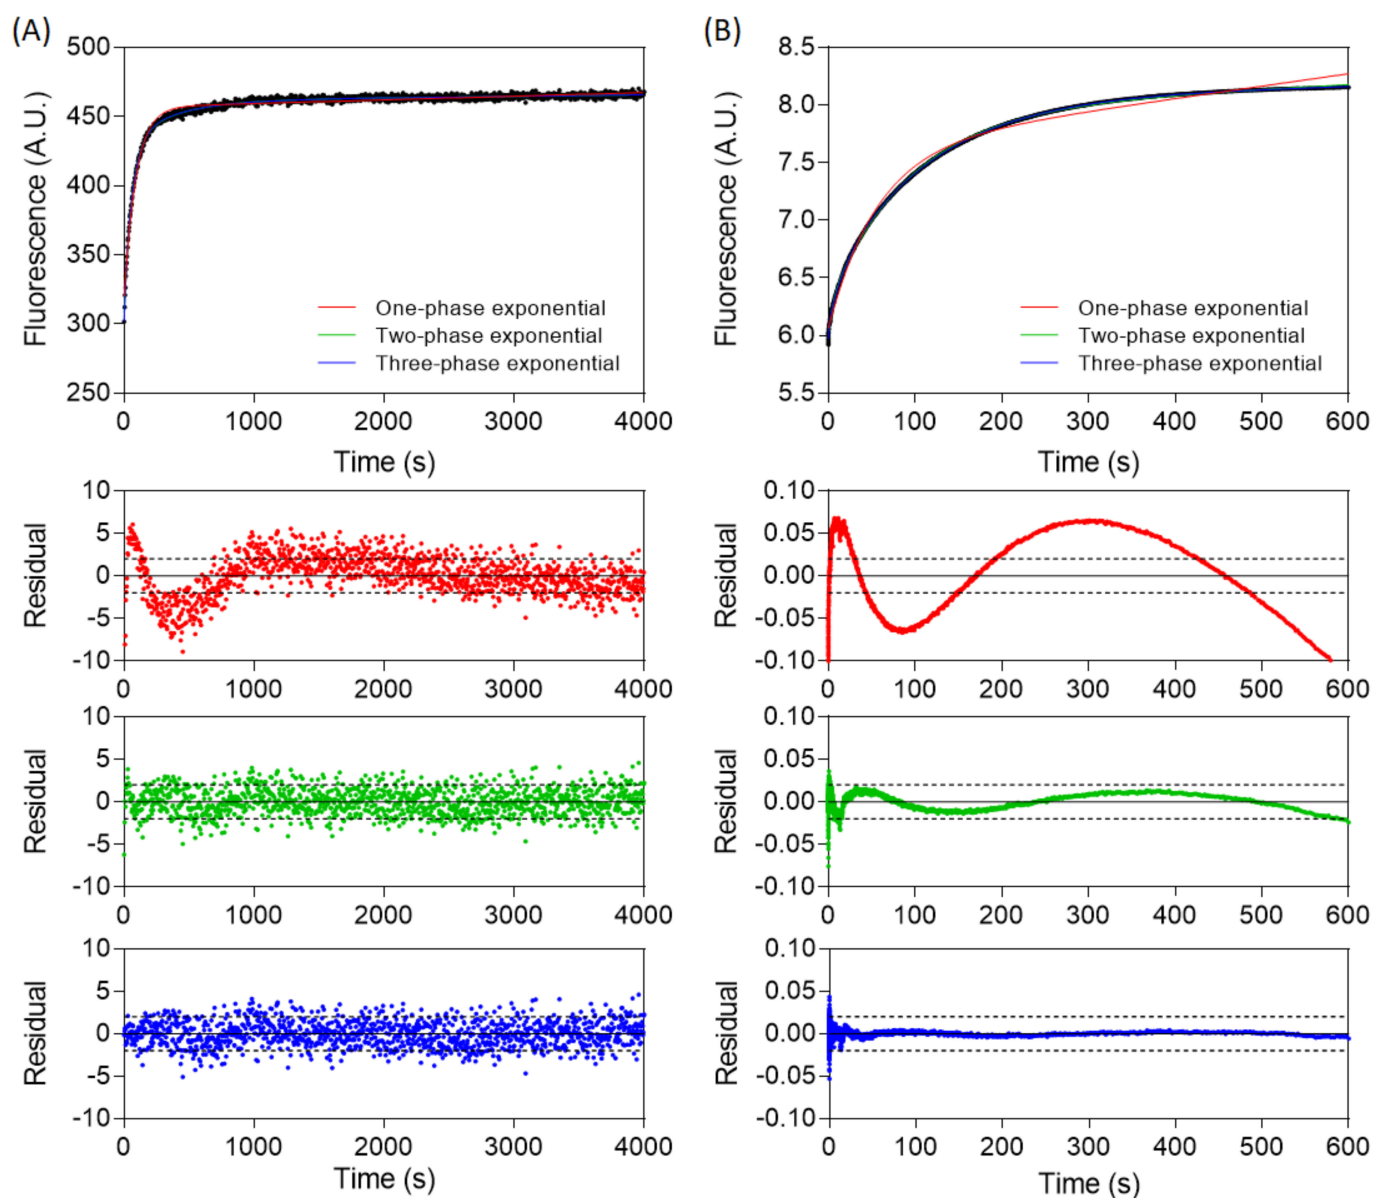 (A)
500
450
400
350
300
250
Fluorescence (A.U.)
One-phase exponential
Two-phase exponential
Three-phase exponential
0 1000 2000 3000 4000
Time (s)
10
5
0
-5
-10
Residual
0 1000 2000 3000 4000
10
5
0
-5
-10
Residual
0 1000 2000 3000 4000
10
5
0
-5
-10
Residual
0 1000 2000 3000 4000
Time (s)
(B)
8.5
8.0
7.5
7.0
6.5
6.0
5.5
Fluorescence (A.U.)
One-phase exponential
Two-phase exponential
Three-phase exponential
0 100 200 300 400 500 600
Time (s)
0.10
0.05
0.00
-0.05
-0.10
Residual
0 100 200 300 400 500 600
0.10
0.05
0.00
-0.05
-0.10
Residual
0 100 200 300 400 500 600
0.10
0.05
0.00
-0.05
-0.10
Residual
0 100 200 300 400 500 600
Time (s)